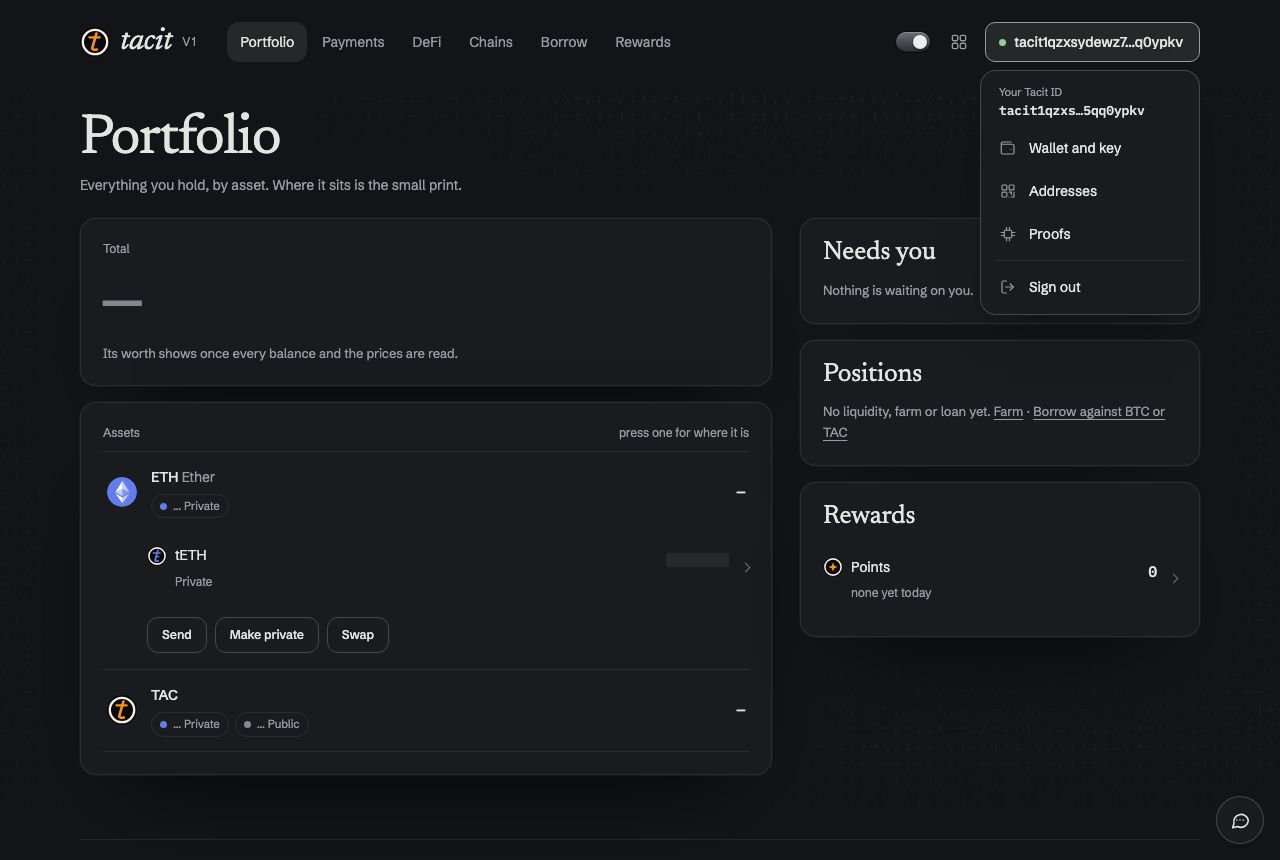 tacit V1
Portfolio
Payments
DeFi
Chains
Borrow
Rewards
tacit1qzxsydewz7...q0ypkv
Your Tacit ID
tacit1qzxs…5qq0ypkv
Wallet and key
Addresses
Proofs
Sign out
Portfolio
Everything you hold, by asset. Where it sits is the small print.
Total
Its worth shows once every balance and the prices are read.
Assets
press one for where it is
ETH Ether
–
... Private
tETH
Private
Send
Make private
Swap
TAC
–
... Private
... Public
Needs you
Nothing is waiting on you.
Positions
No liquidity, farm or loan yet. Farm · Borrow against BTC or
TAC
Rewards
Points
0
none yet today